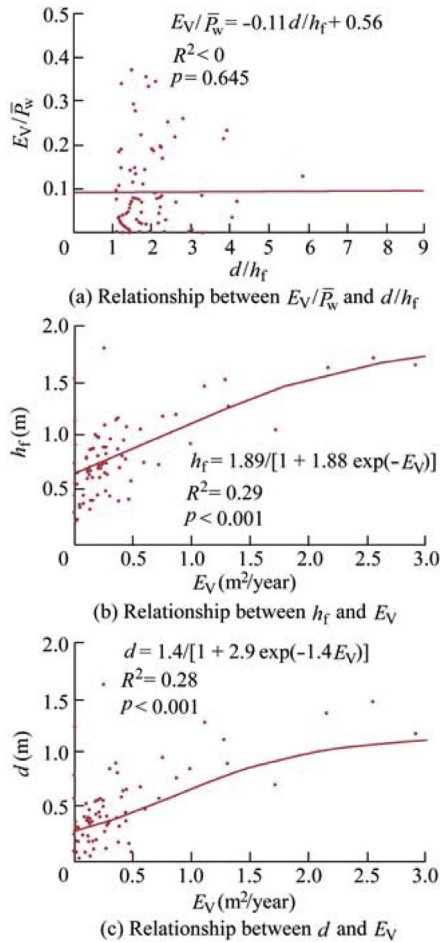 0.5
0.4
0.3
0.2
0.1
0 1 2 3 4 5 6 7 8 9
E_V/P̄_w
E_V/P̄_w = -0.11d/h_f + 0.56
R² < 0
p = 0.645
d/h_f
(a) Relationship between E_V/P̄_w and d/h_f
2.0
1.5
1.0
0.5
0 0.5 1.0 1.5 2.0 2.5 3.0
h_f (m)
h_f = 1.89/[1 + 1.88 exp(-E_V)]
R² = 0.29
p < 0.001
E_V (m²/year)
(b) Relationship between h_f and E_V
2.0
1.5
1.0
0.5
0 0.5 1.0 1.5 2.0 2.5 3.0
d (m)
d = 1.4/[1 + 2.9 exp(-1.4E_V)]
R² = 0.28
p < 0.001
E_V (m²/year)
(c) Relationship between d and E_V